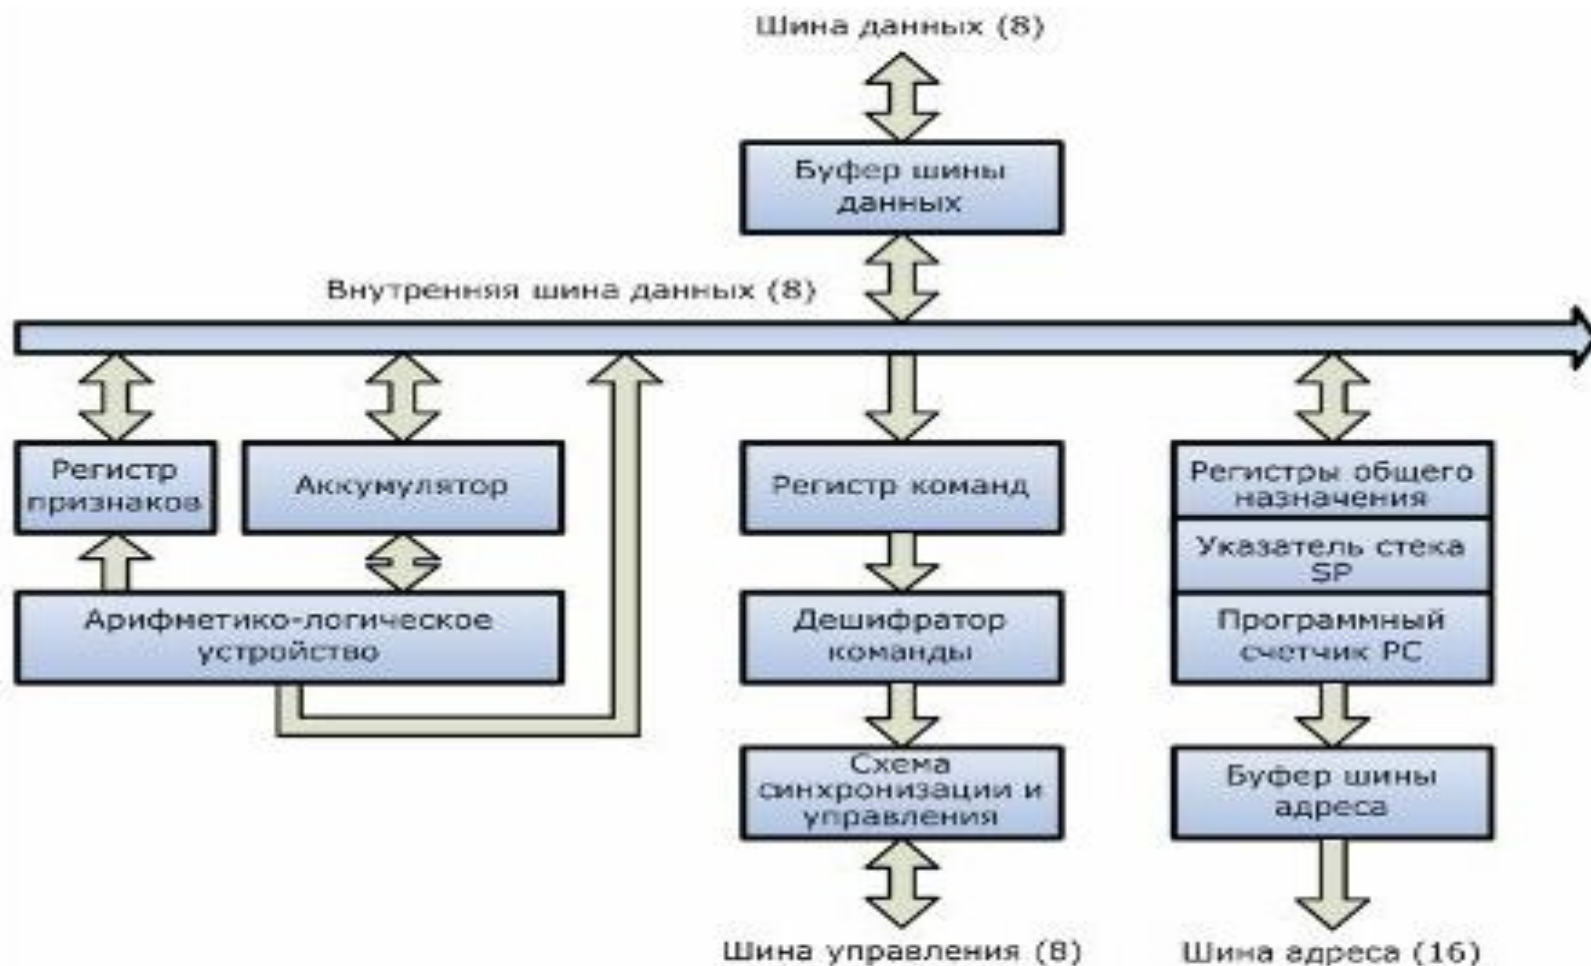 Шина данных (8)
Буфер шины
данных
Внутренняя шина данных (8)
Регистр
признаков
Аккумулятор
Регистр команд
Регистры общего
назначения
Указатель стека
SP
Арифметико-логическое
устройство
Дешифратор
команды
Программный
счетчик PC
Схема
синхронизации и
управления
Буфер шины
адреса
Шина управления (8)
Шина адреса (16)